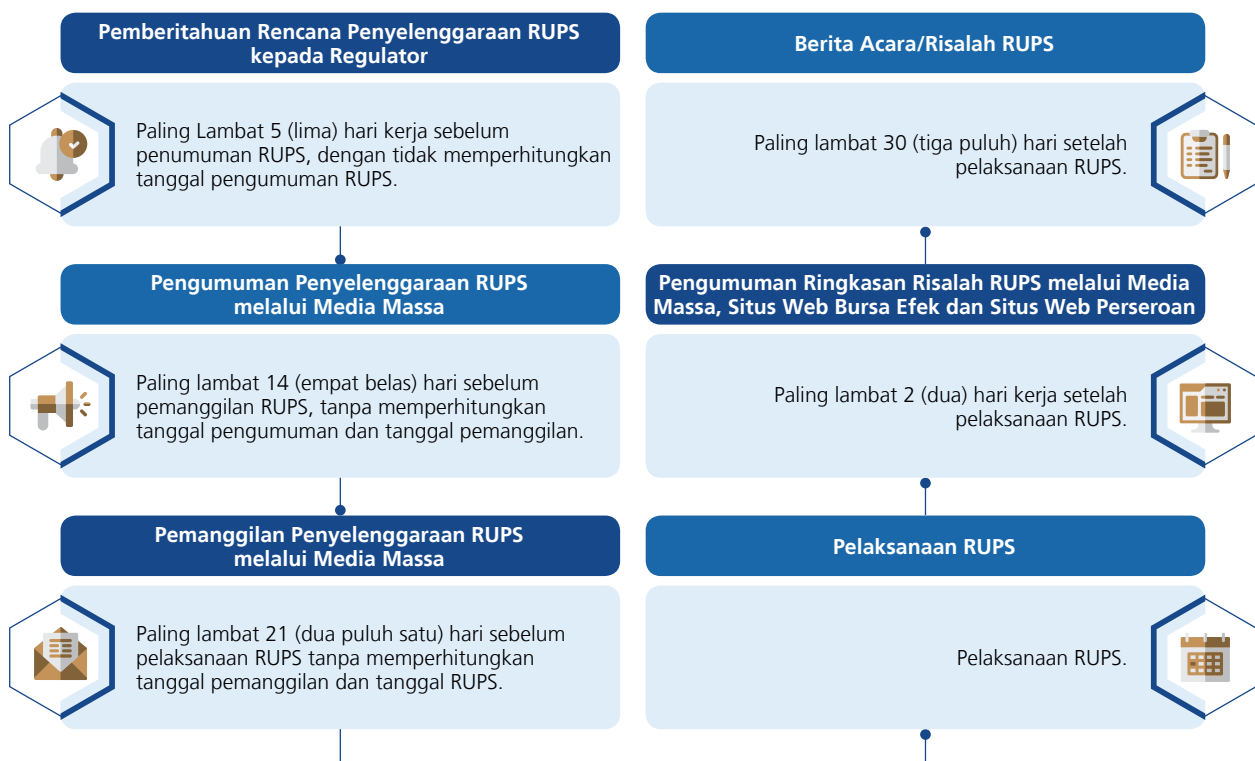 Pemberitahuan Rencana Penyelenggaraan RUPS
kepada Regulator
Paling Lambat 5 (lima) hari kerja sebelum
penumuman RUPS, dengan tidak memperhitungkan
tanggal pengumuman RUPS.
Pengumuman Penyelenggaraan RUPS
melalui Media Massa
Paling lambat 14 (empat belas) hari sebelum
pemanggilan RUPS, tanpa memperhitungkan
tanggal pengumuman dan tanggal pemanggilan.
Pemanggilan Penyelenggaraan RUPS
melalui Media Massa
Paling lambat 21 (dua puluh satu) hari sebelum
pelaksanaan RUPS tanpa memperhitungkan
tanggal pemanggilan dan tanggal RUPS.
Berita Acara/Risalah RUPS
Paling lambat 30 (tiga puluh) hari setelah
pelaksanaan RUPS.
Pengumuman Ringkasan Risalah RUPS melalui Media
Massa, Situs Web Bursa Efek dan Situs Web Perseroan
Paling lambat 2 (dua) hari kerja setelah
pelaksanaan RUPS.
Pelaksanaan RUPS
Pelaksanaan RUPS.